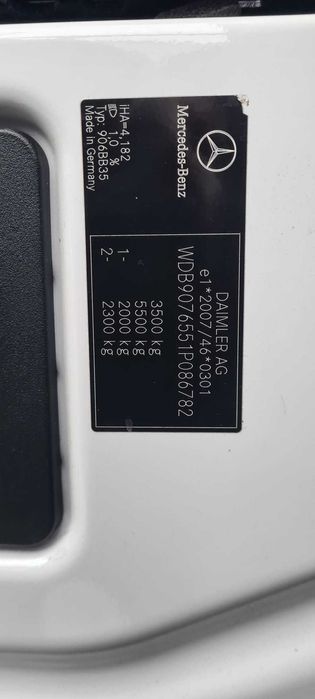 Mercedes-Benz
DAIMLER AG
e1*2007/46*0301
WDB9076551P086782
3500 kg
5500 kg
1- 2000 kg
2- 2300 kg
iHA=4,182
1,0 %
Typ: 906BB35
Made in Germany